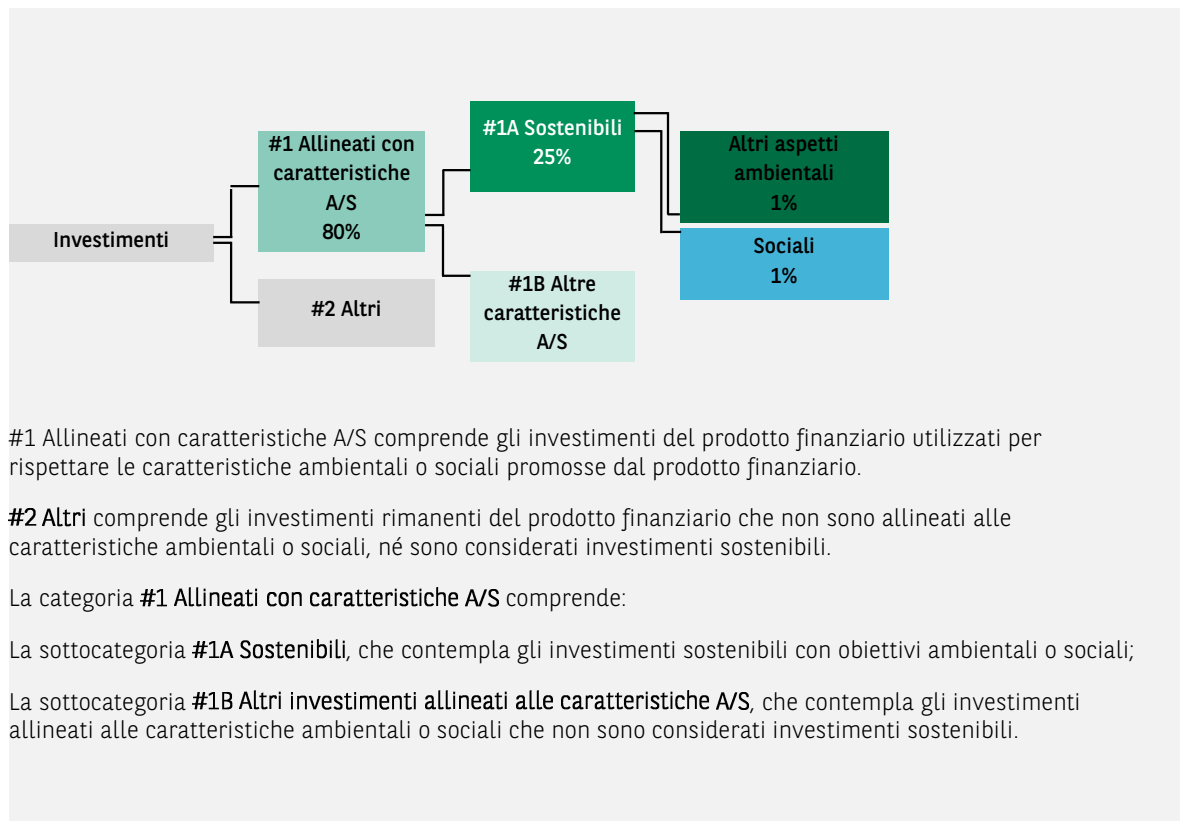 Investimenti
#1 Allineati con
caratteristiche
A/S
80%
#2 Altri
#1A Sostenibili
25%
#1B Altre
caratteristiche
A/S
Altri aspetti
ambientali
1%
Sociali
1%
#1 Allineati con caratteristiche A/S comprende gli investimenti del prodotto finanziario utilizzati per
rispettare le caratteristiche ambientali o sociali promosse dal prodotto finanziario.
#2 Altri comprende gli investimenti rimanenti del prodotto finanziario che non sono allineati alle
caratteristiche ambientali o sociali, né sono considerati investimenti sostenibili.
La categoria #1 Allineati con caratteristiche A/S comprende:
La sottocategoria #1A Sostenibili, che contempla gli investimenti sostenibili con obiettivi ambientali o sociali;
La sottocategoria #1B Altri investimenti allineati alle caratteristiche A/S, che contempla gli investimenti
allineati alle caratteristiche ambientali o sociali che non sono considerati investimenti sostenibili.